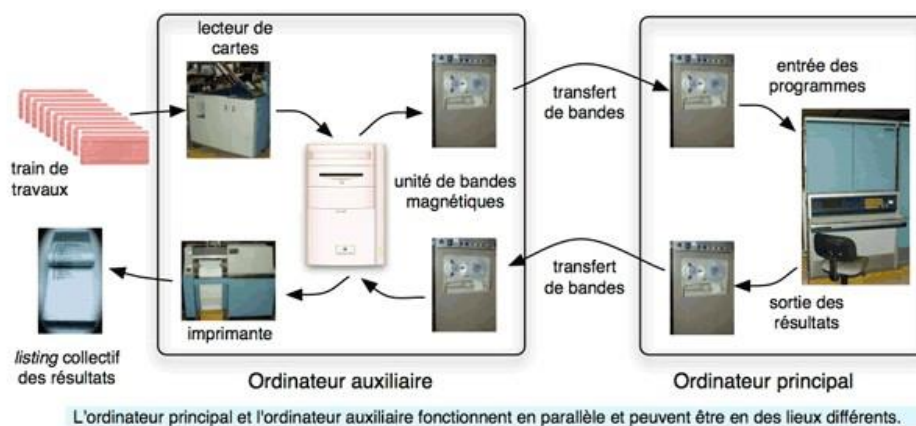 lecteur de
cartes
train de
travaux
unité de bandes
magnétiques
transfert
de bandes
entrée des
programmes
transfert
de bandes
sortie des
résultats
imprimante
listing collectif
des résultats
Ordinateur auxiliaire
Ordinateur principal
L'ordinateur principal et l'ordinateur auxiliaire fonctionnent en parallèle et peuvent être en des lieux différents.